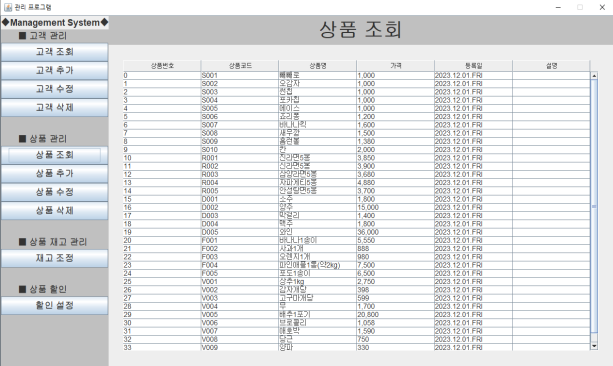 관리 프로그램
◆Management System◆
■ 고객 관리
고객 조회
고객 추가
고객 수정
고객 삭제
■ 상품 관리
상품 조회
상품 추가
상품 수정
상품 삭제
■ 상품 재고 관리
재고 조정
■ 상품 할인
할인 설정
상품 조회
상품번호 상품코드 상품명 가격 등록일 설명
0 S001 빼빼로 1,000 2023.12.01.FRI
1 S002 오감자 1,000 2023.12.01.FRI
2 S003 썬칩 1,000 2023.12.01.FRI
3 S004 포카칩 1,000 2023.12.01.FRI
4 S005 에이스 1,000 2023.12.01.FRI
5 S006 죠리퐁 1,200 2023.12.01.FRI
6 S007 바나나킥 1,600 2023.12.01.FRI
7 S008 새우깡 1,500 2023.12.01.FRI
8 S009 홈런볼 1,380 2023.12.01.FRI
9 S010 칸 2,000 2023.12.01.FRI
10 R001 진라면5봉 3,850 2023.12.01.FRI
11 R002 신라면5봉 3,900 2023.12.01.FRI
12 R003 삼양라면5봉 3,680 2023.12.01.FRI
13 R004 짜파게티5봉 4,880 2023.12.01.FRI
14 R005 안성탕면5봉 3,700 2023.12.01.FRI
15 D001 소주 1,800 2023.12.01.FRI
16 D002 양주 15,000 2023.12.01.FRI
17 D003 막걸리 1,400 2023.12.01.FRI
18 D004 맥주 1,800 2023.12.01.FRI
19 D005 와인 36,000 2023.12.01.FRI
20 F001 바나나1송이 5,550 2023.12.01.FRI
21 F002 사과1개 888 2023.12.01.FRI
22 F003 오렌지1개 980 2023.12.01.FRI
23 F004 파인애플1통(약2kg) 7,500 2023.12.01.FRI
24 F005 포도1송이 6,500 2023.12.01.FRI
25 V001 상추1kg 2,750 2023.12.01.FRI
26 V002 감자개당 398 2023.12.01.FRI
27 V003 고구마개당 599 2023.12.01.FRI
28 V004 무 1,700 2023.12.01.FRI
29 V005 배추1포기 20,800 2023.12.01.FRI
30 V006 브로콜리 1,058 2023.12.01.FRI
31 V007 애호박 1,590 2023.12.01.FRI
32 V008 당근 750 2023.12.01.FRI
33 V009 양파 330 2023.12.01.FRI